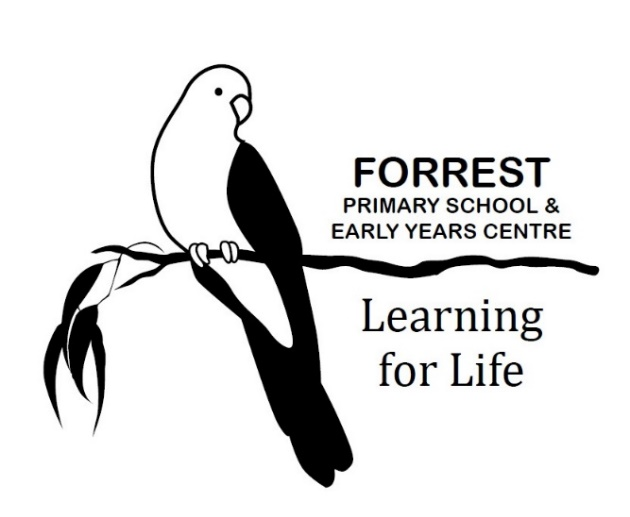 FORREST
PRIMARY SCHOOL &
EARLY YEARS CENTRE
Learning
for Life